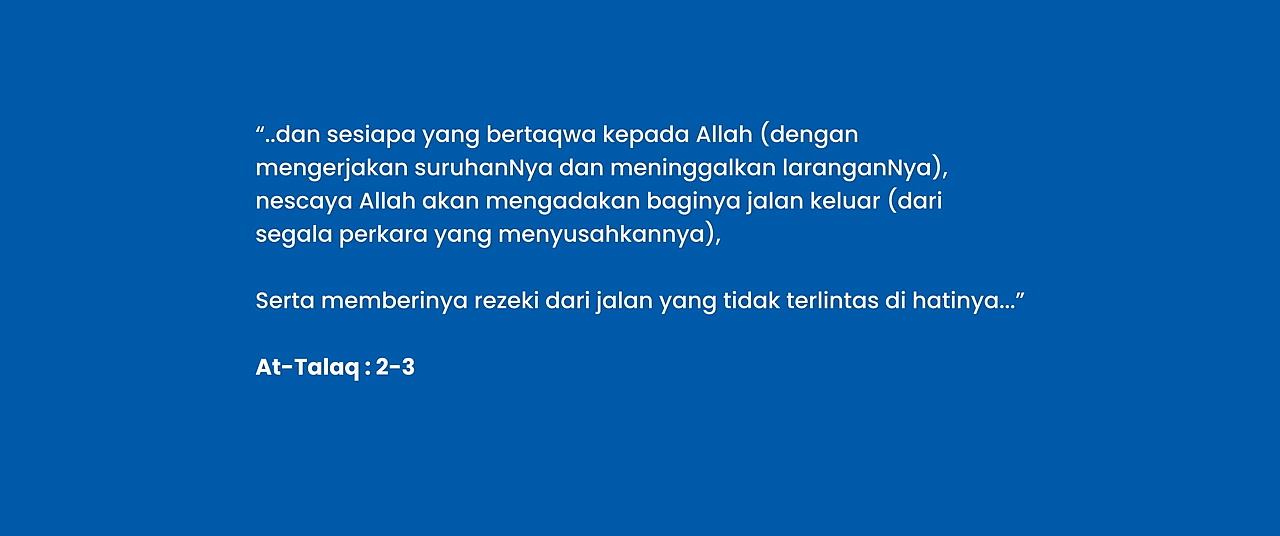 “..dan sesiapa yang bertaqwa kepada Allah (dengan
mengerjakan suruhanNya dan meninggalkan laranganNya),
nescaya Allah akan mengadakan baginya jalan keluar (dari
segala perkara yang menyusahkannya),
Serta memberinya rezeki dari jalan yang tidak terlintas di hatinya...”
At-Talaq : 2-3